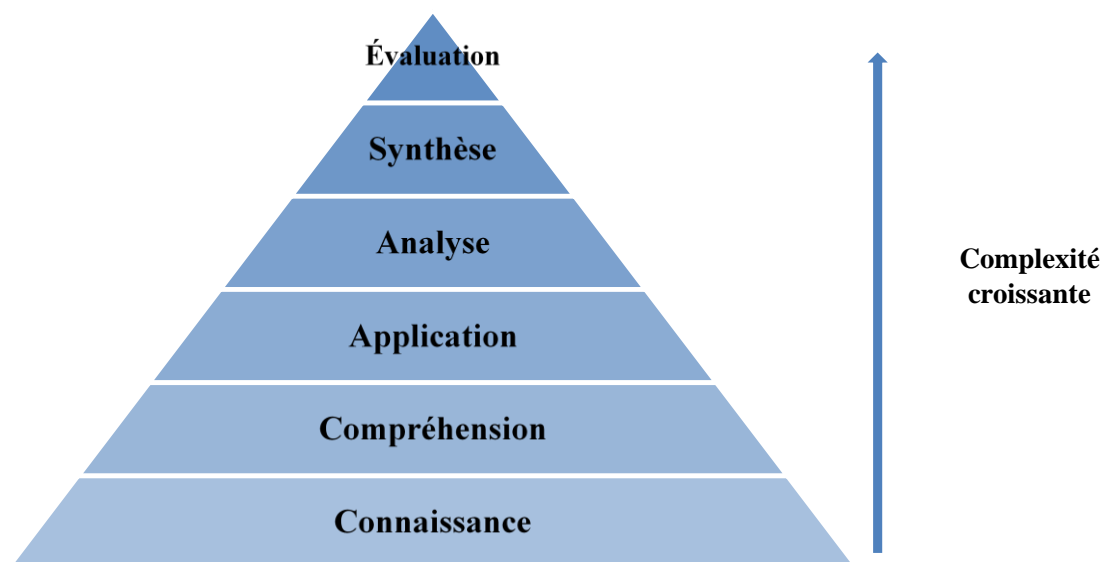 Évaluation
Synthèse
Analyse
Application
Compréhension
Connaissance
Complexité
croissante